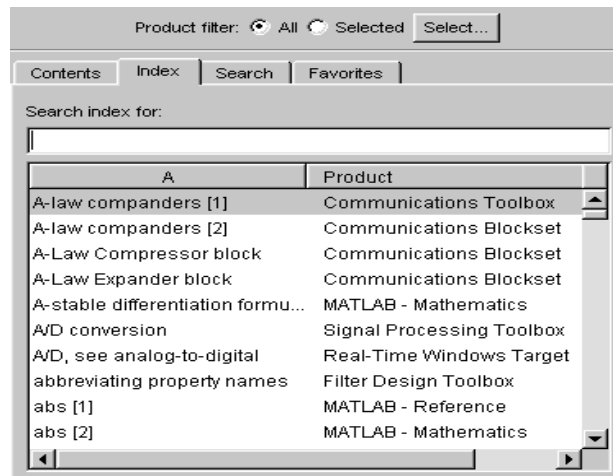 Product filter: All Selected Select...
Contents Index Search Favorites
Search index for:
A Product
A-law companders [1] Communications Toolbox
A-law companders [2] Communications Blockset
A-Law Compressor block Communications Blockset
A-Law Expander block Communications Blockset
A-stable differentiation formu... MATLAB - Mathematics
A/D conversion Signal Processing Toolbox
A/D, see analog-to-digital Real-Time Windows Target
abbreviating property names Filter Design Toolbox
abs [1] MATLAB - Reference
abs [2] MATLAB - Mathematics